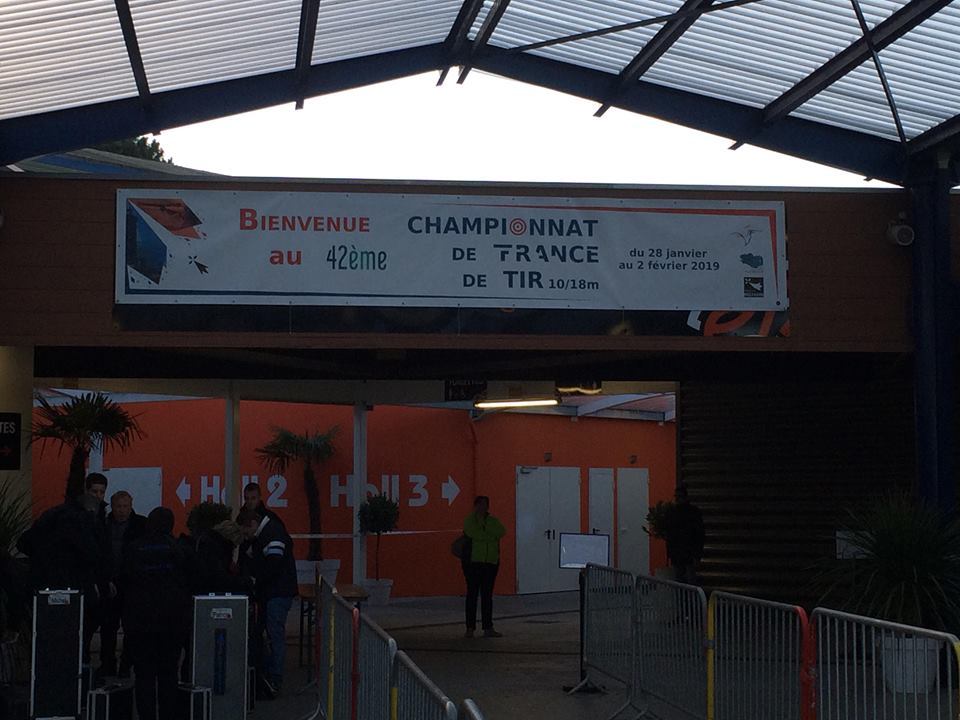 Bienvenue
au 42ème
CHAMPIONNAT
DE FRANCE
DE TIR 10/18m
du 28 janvier
au 2 février 2019
Hall 2
Hall 3